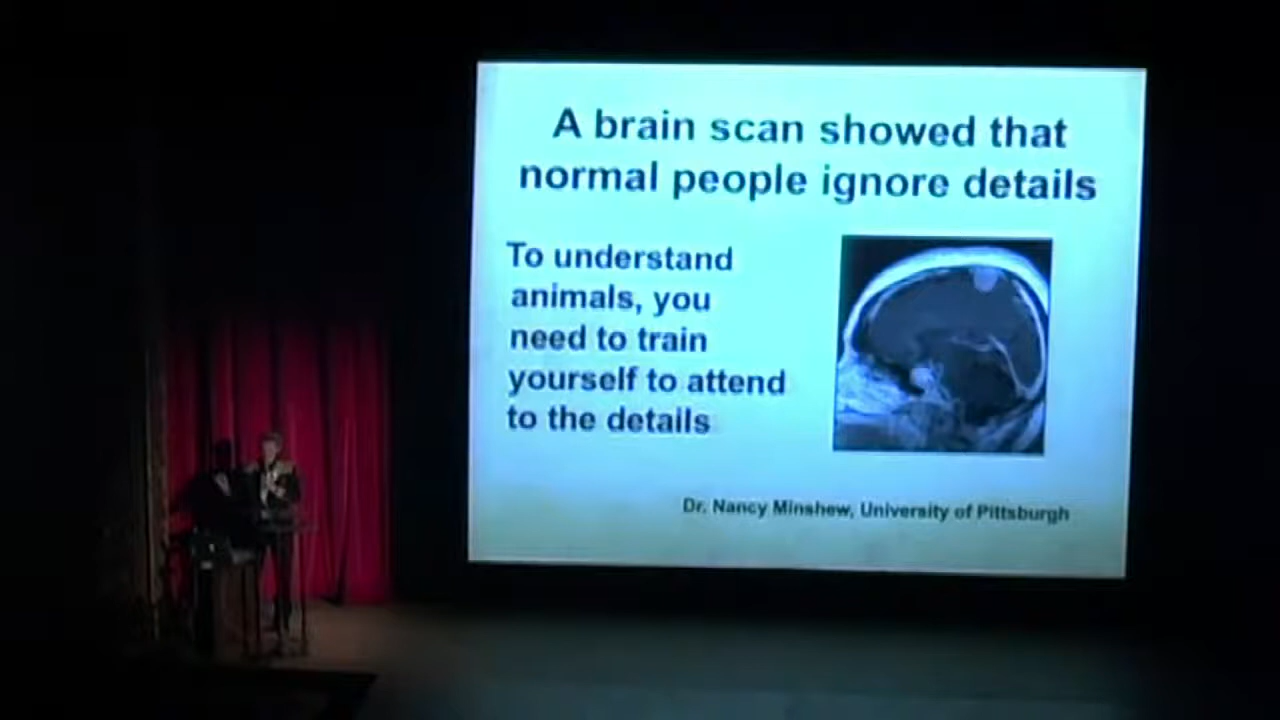 A brain scan showed that
normal people ignore details
To understand
animals, you
need to train
yourself to attend
to the details
Dr. Nancy Minshew, University of Pittsburgh